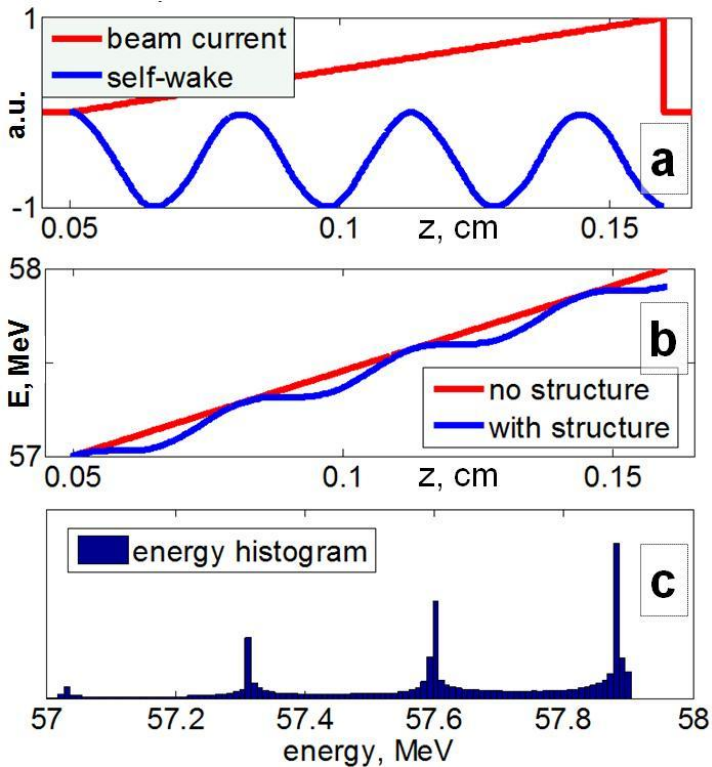 1
beam current
self-wake
a.u.
a
-1
0.05
0.1
z, cm
0.15
58
E, MeV
b
no structure
with structure
57
0.05
0.1
z, cm
0.15
energy histogram
c
57
57.2
57.4
57.6
57.8
58
energy, MeV